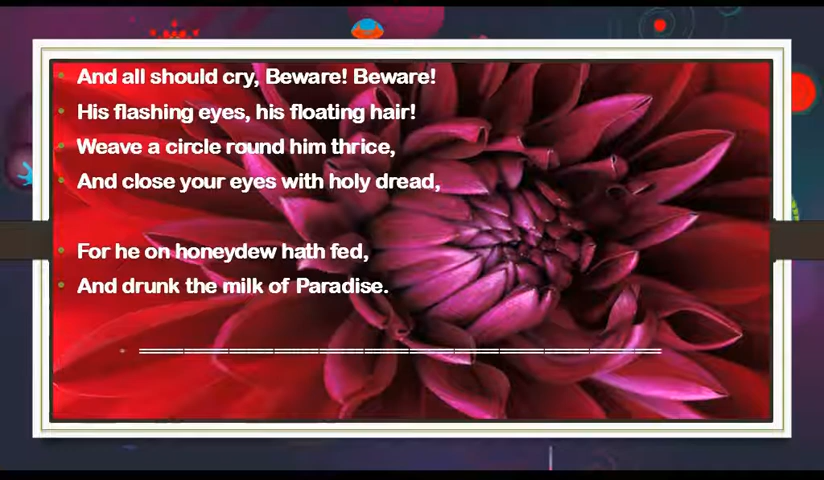 And all should cry, Beware! Beware!
His flashing eyes, his floating hair!
Weave a circle round him thrice,
And close your eyes with holy dread,
For he on honeydew hath fed,
And drunk the milk of Paradise.